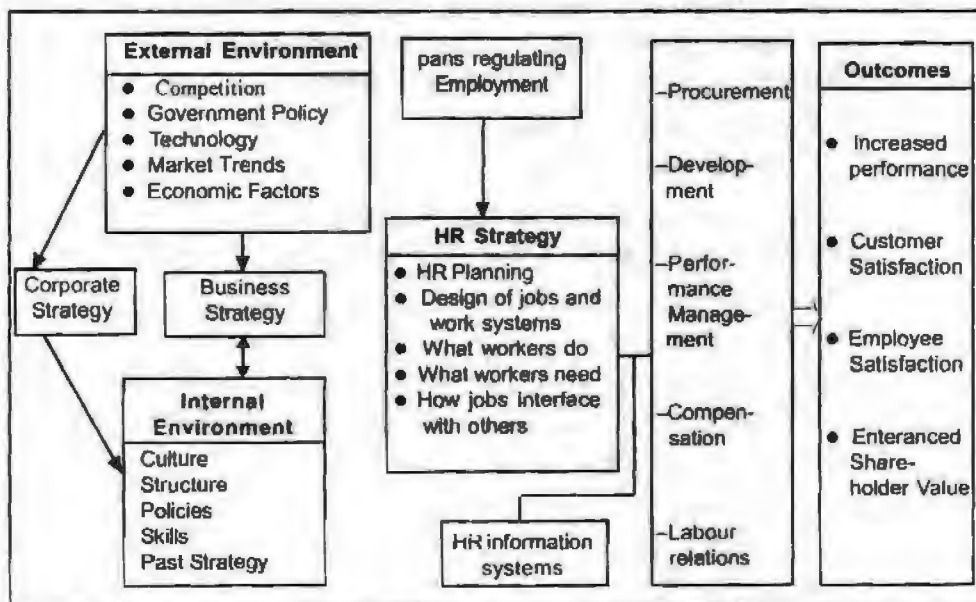 External Environment
● Competition
● Government Policy
● Technology
● Market Trends
● Economic Factors
Corporate
Strategy
Business
Strategy
Internal
Environment
Culture
Structure
Policies
Skills
Past Strategy
pans regulating
Employment
HR Strategy
● HR Planning
● Design of jobs and
work systems
● What workers do
● What workers need
● How jobs interface
with others
HR information
systems
–Procurement
–Develop-
ment
–Perfor-
mance
Manage-
ment
–Compen-
sation
–Labour
relations
Outcomes
● Increased
performance
● Customer
Satisfaction
● Employee
Satisfaction
● Enteranced
Share-
holder Value